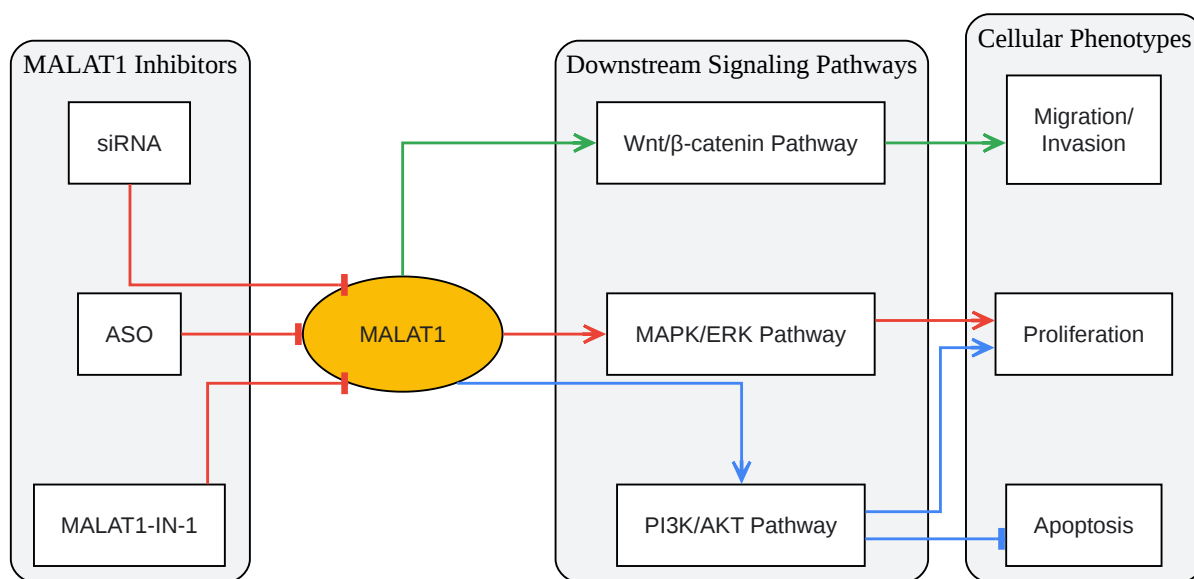 MALAT1 Inhibitors
siRNA
ASO
MALAT1-IN-1
MALAT1
Downstream Signaling Pathways
Wnt/β-catenin Pathway
MAPK/ERK Pathway
PI3K/AKT Pathway
Cellular Phenotypes
Migration/
Invasion
Proliferation
Apoptosis